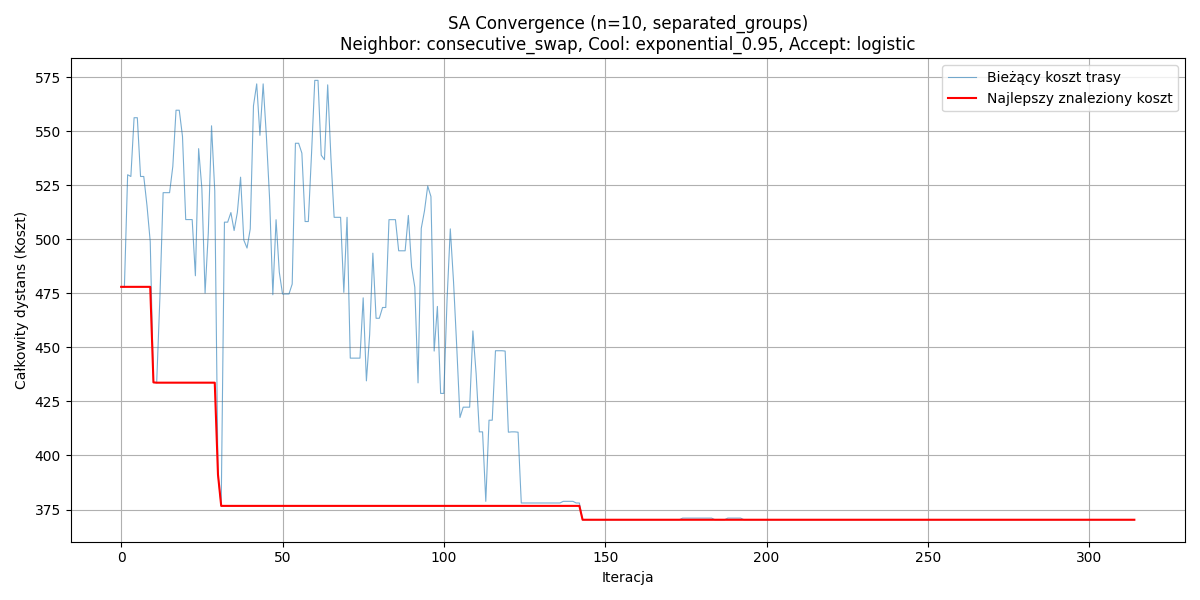 SA Convergence (n=10, separated_groups)
Neighbor: consecutive_swap, Cool: exponential_0.95, Accept: logistic
Bieżący koszt trasy
Najlepszy znaleziony koszt
Całkowity dystans (Koszt)
575
550
525
500
475
450
425
400
375
0 50 100 150 200 250 300
Iteracja